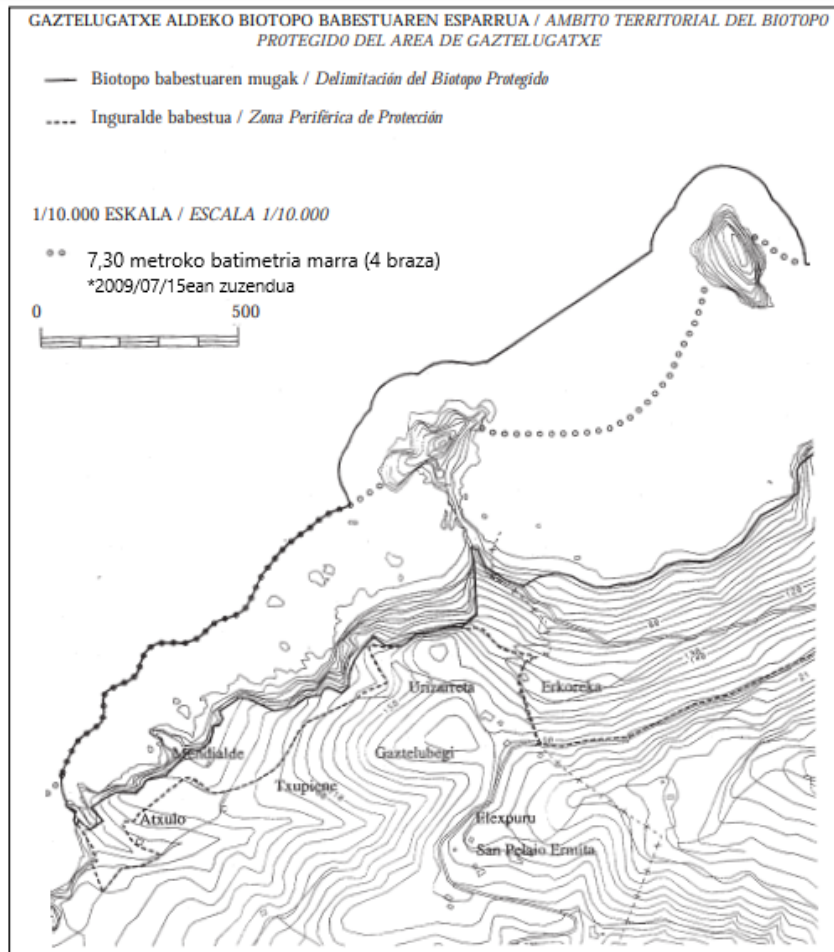 GAZTELUGATXE ALDEKO BIOTOPO BABESTUAREN ESPARRUA / AMBITO TERRITORIAL DEL BIOTOPO
PROTEGIDO DEL AREA DE GAZTELUGATXE
Biotopo babestuaren mugak / Delimitación del Biotopo Protegido
Inguralde babestua / Zona Periférica de Protección
1/10.000 ESKALA / ESCALA 1/10.000
7,30 metroko batimetria marra (4 braza)
*2009/07/15ean zuzendua
0 500
Urizarreta Erkoreka
Mendialde Gaztelubegi
Txupiene
Atxulo Elexpuru
San Pelaio Ermita